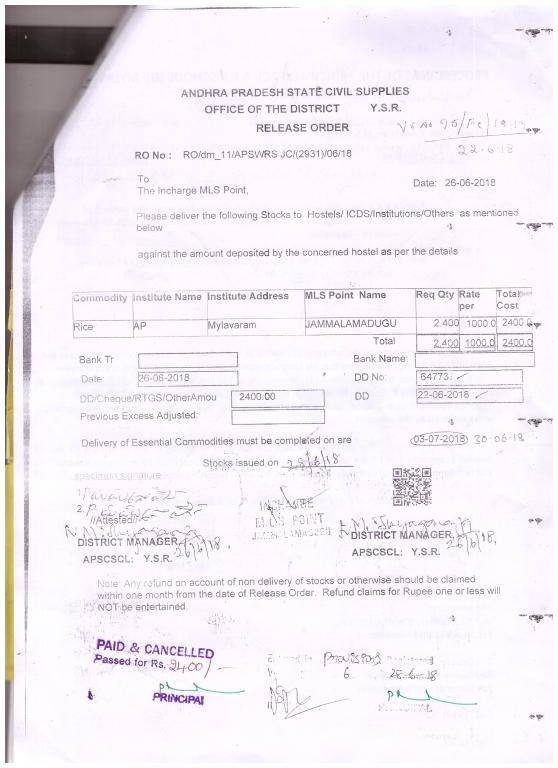 ANDHRA PRADESH STATE CIVIL SUPPLIES
OFFICE OF THE DISTRICT Y.S.R.
RELEASE ORDER
22-6-18
RO No : RO/dm_11/APSWRS JC/(2931)/06/18
To
The Incharge MLS Point,
Date: 26-06-2018
Please deliver the following Stocks to Hostels/ ICDS/Institutions/Others as mentioned
below
against the amount deposited by the concerned hostel as per the details
Commodity Institute Name Institute Address MLS Point Name Req Qty Rate per Total Cost
Rice AP Mylavaram JAMMALAMADUGU 2.400 1000.0 2400.0
Total 2.400 1000.0 2400.0
Bank Tr Bank Name:
Date: 26-06-2018 DD No: 64773
DD/Cheque/RTGS/OtherAmou 2400.00 DD 22-06-2018
Previous Excess Adjusted:
Delivery of Essential Commodities must be completed on are 03-07-2018 30-06-18
Stocks issued on 28/6/18
specimen signature
1.
2.
//Attested//
INCHARGE
M.L.S POINT
JAMMALAMADUGU
DISTRICT MANAGER, 26/6/18. DISTRICT MANAGER, 26/6/18.
APSCSCL: Y.S.R. APSCSCL: Y.S.R.
Note: Any refund on account of non delivery of stocks or otherwise should be claimed
within one month from the date of Release Order. Refund claims for Rupee one or less will
NOT be entertained.
PAID & CANCELLED
Passed for Rs. 2400/-
6 28-6-18
PRINCIPAL PRINCIPAL